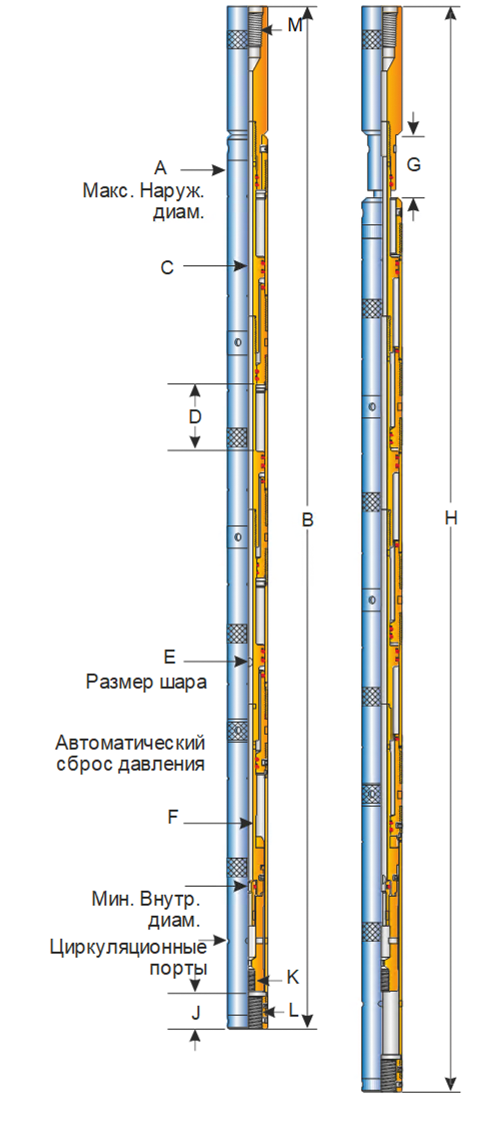 M
A
Макс. Наруж.
диам.
G
C
D
B
H
E
Размер шара
Автоматический
сброс давления
F
Мин. Внутр.
диам.
Циркуляционные
порты
K
J
L